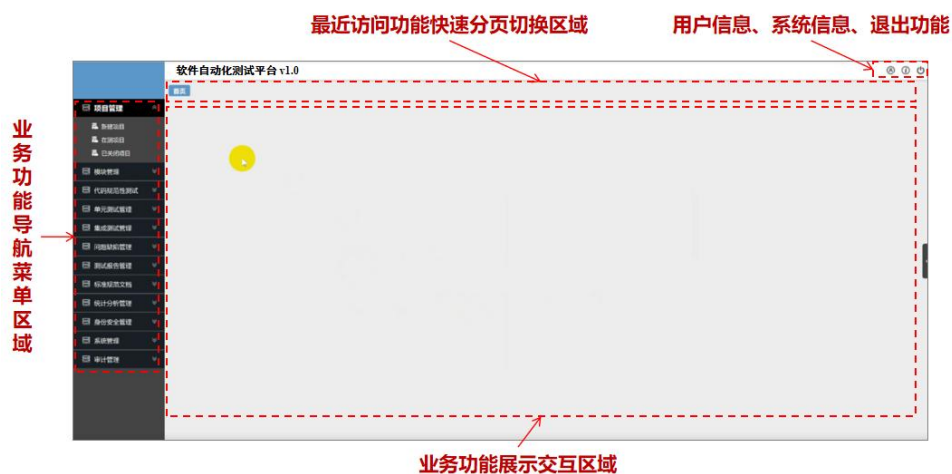 最近访问功能快速分页切换区域
用户信息、系统信息、退出功能
软件自动化测试平台 v1.0
首页
项目管理
新建项目
在测项目
已关闭项目
模块管理
代码规范性测试
单元测试管理
集成测试管理
问题缺陷管理
测试报告管理
标准规范文档
统计分析管理
身份安全管理
系统管理
审计管理
业务功能导航菜单区域
业务功能展示交互区域